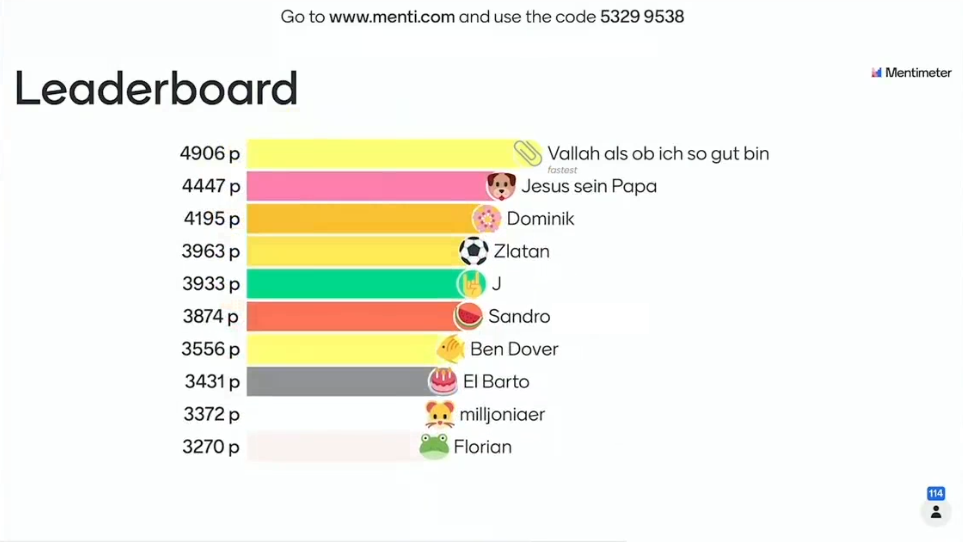 Go to www.menti.com and use the code 5329 9538
Leaderboard
Mentimeter
4906 p Vallah als ob ich so gut bin
fastest
4447 p Jesus sein Papa
4195 p Dominik
3963 p Zlatan
3933 p J
3874 p Sandro
3556 p Ben Dover
3431 p El Barto
3372 p milljoniaer
3270 p Florian
114